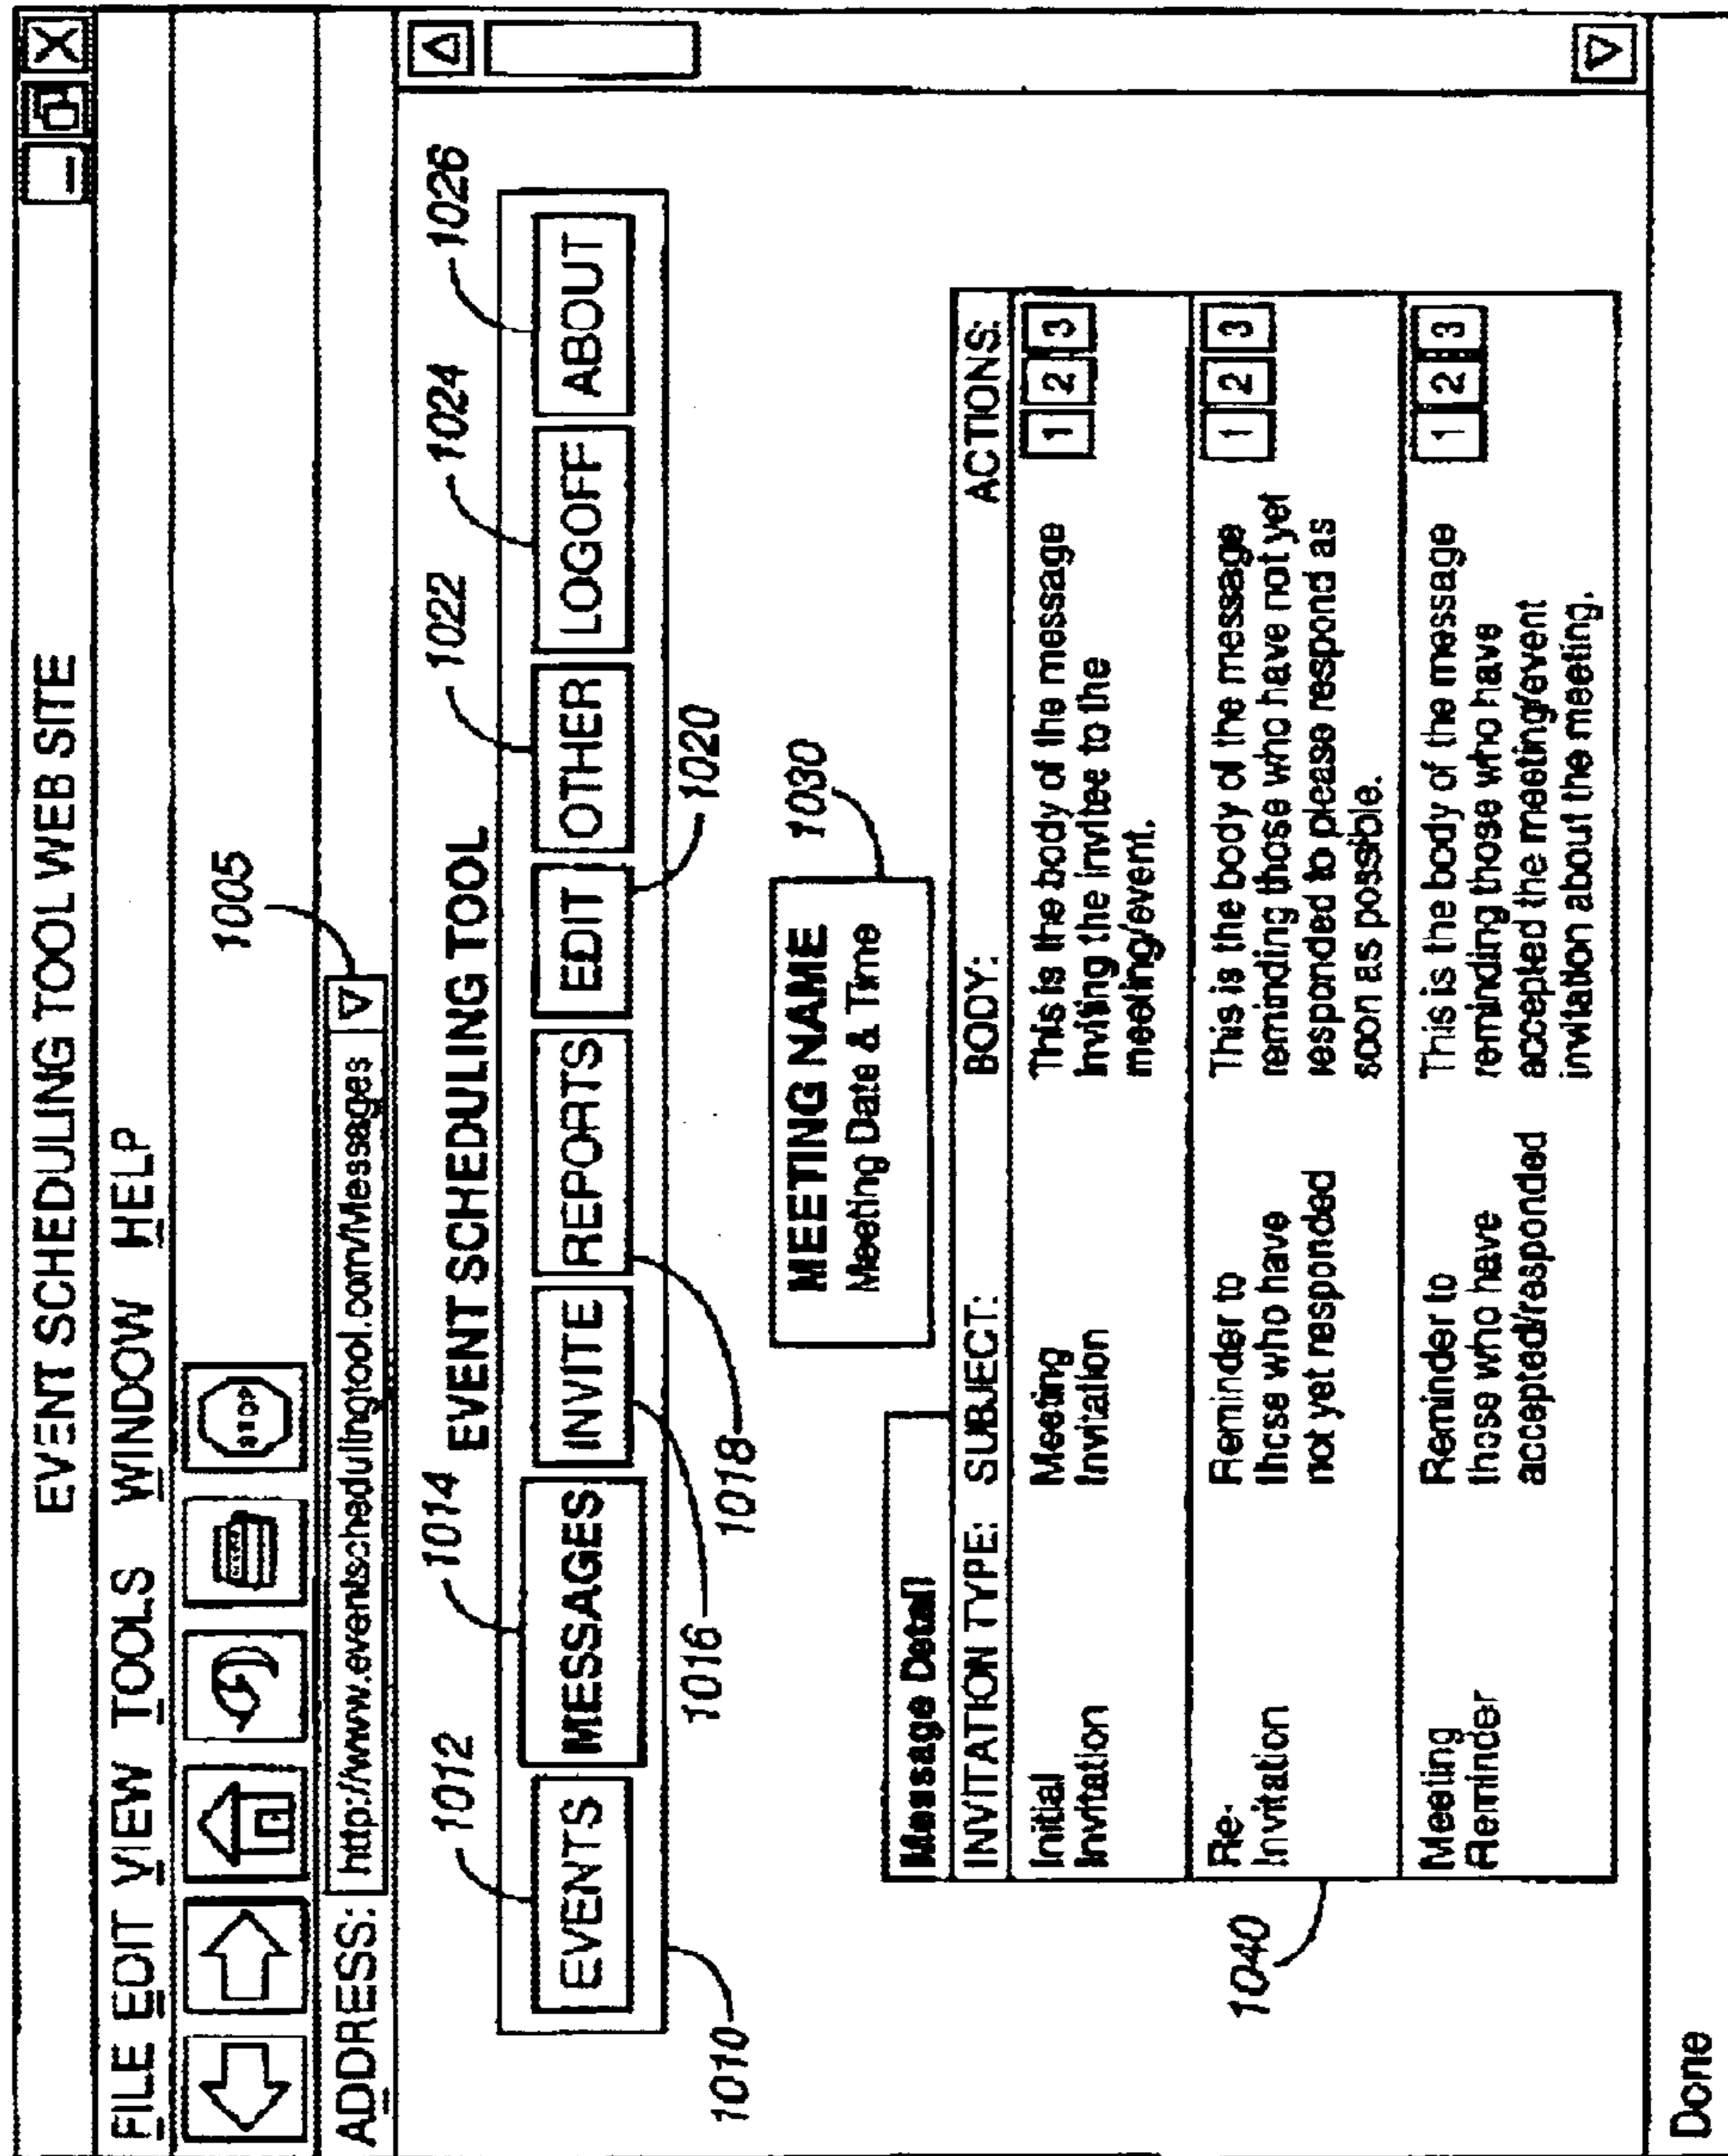 EVENT SCHEDULING TOOL WEB SITE
FILE EDIT VIEW TOOLS WINDOW HELP
STOP
1005
ADDRESS: http://www.eventschedulingtool.com/Messages
EVENT SCHEDULING TOOL
1012 1014 1022 1024 1026
EVENTS MESSAGES INVITE REPORTS EDIT OTHER LOGOFF ABOUT
1010 1016 1018 1020
MEETING NAME
Meeting Date & Time
1030
Message Detail
INVITATION TYPE: SUBJECT: BODY: ACTIONS:
Initial
Invitation
Meeting
Invitation
This is the body of the message
inviting the invitee to the
meeting/event.
1 2 3
Re-
Invitation
Reminder to
those who have
not yet responded
This is the body of the message
reminding those who have not yet
responded to please respond as
soon as possible.
1 2 3
Meeting
Reminder
Reminder to
those who have
accepted/responded
This is the body of the message
reminding those who have
accepted the meeting/event
invitation about the meeting.
1 2 3
1040
Done